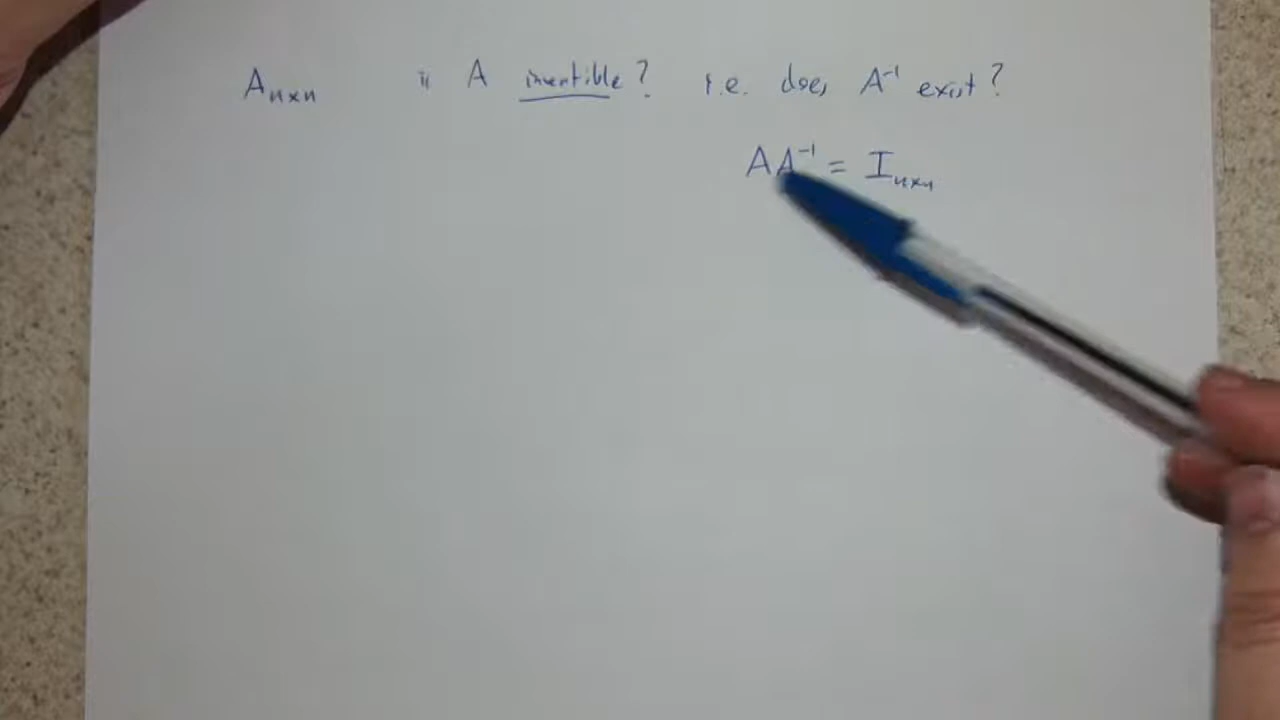 Aₙₓₙ is A invertible? i.e. does A⁻¹ exist?
AA⁻¹ = Iₙₓₙ